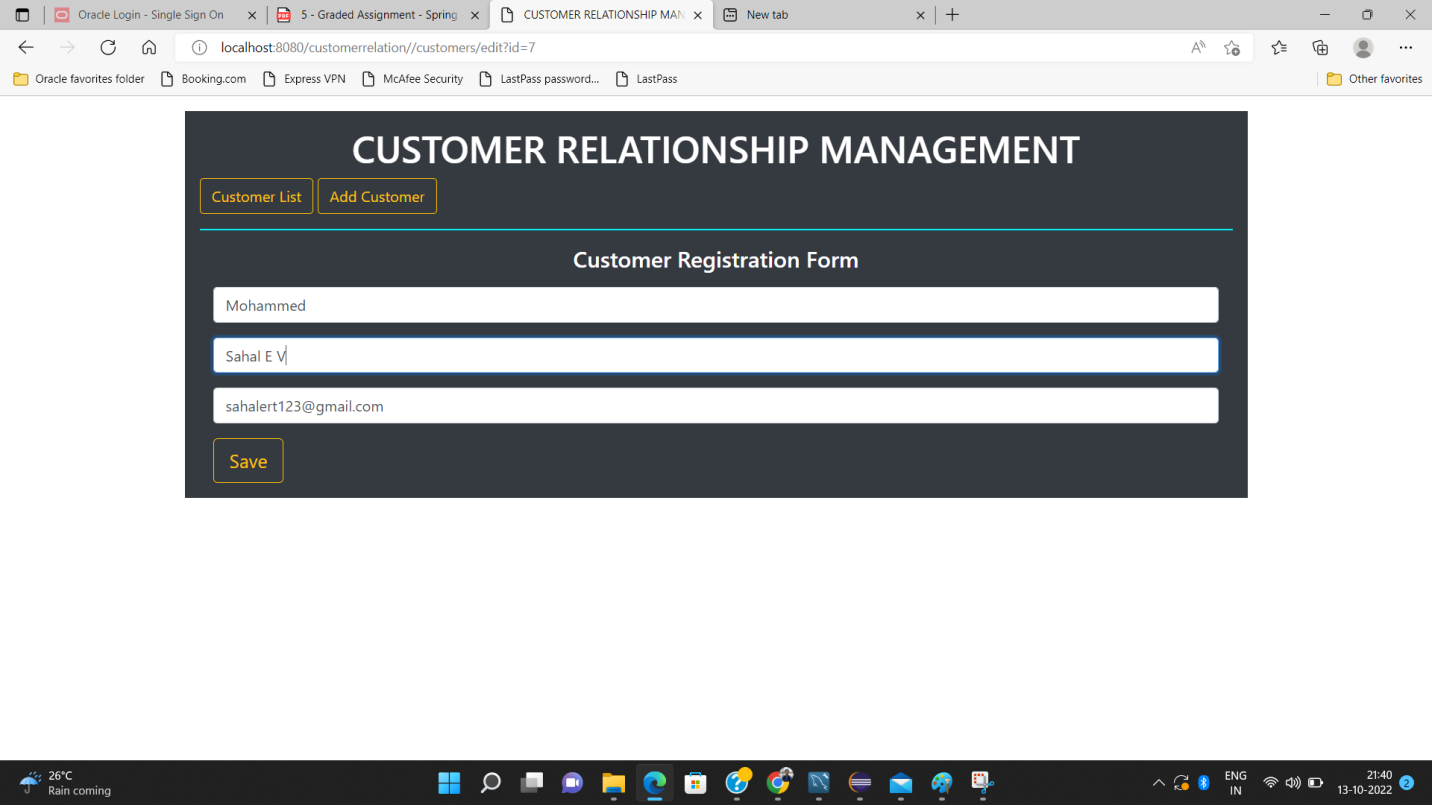 Oracle Login - Single Sign On
5 - Graded Assignment - Spring
CUSTOMER RELATIONSHIP MAN
New tab
localhost:8080/customerrelation//customers/edit?id=7
Oracle favorites folder
Booking.com
Express VPN
McAfee Security
LastPass password...
LastPass
Other favorites
CUSTOMER RELATIONSHIP MANAGEMENT
Customer List
Add Customer
Customer Registration Form
Mohammed
Sahal E V
sahalert123@gmail.com
Save
26°C
Rain coming
ENG
IN
21:40
13-10-2022
2